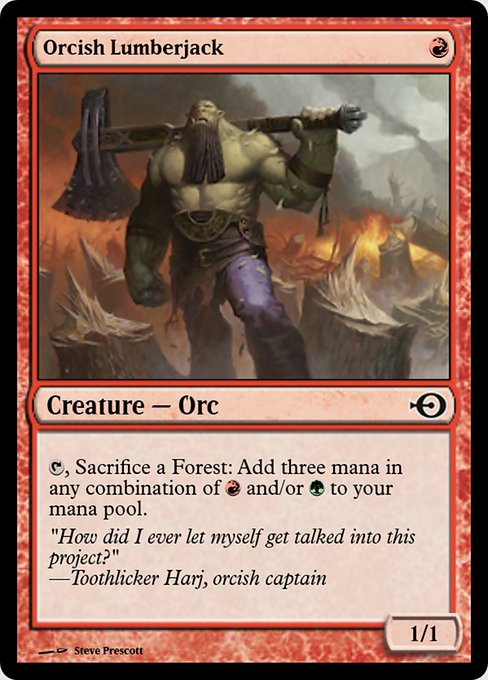 Orcish Lumberjack
Creature — Orc
, Sacrifice a Forest: Add three mana in
any combination of and/or to your
mana pool.
"How did I ever let myself get talked into this
project?"
—Toothlicker Harj, orcish captain
1/1
Steve Prescott